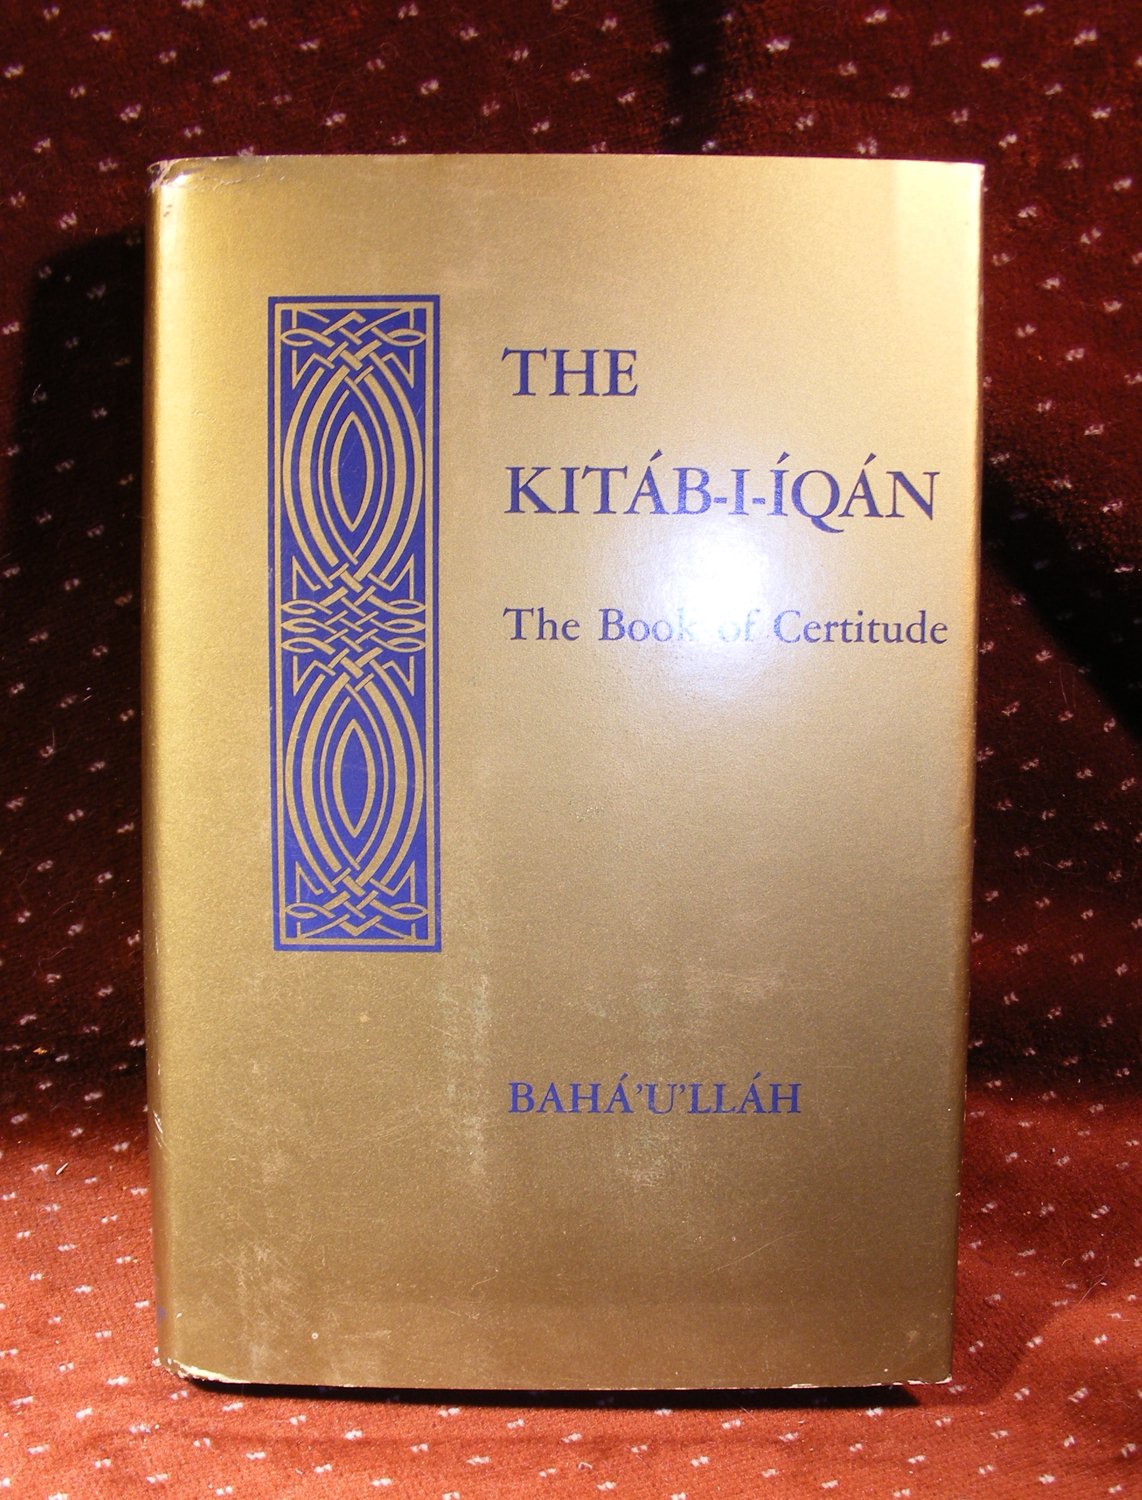 THE
KITÁB-I-ÍQÁN
The Book of Certitude
BAHÁ’U’LLÁH